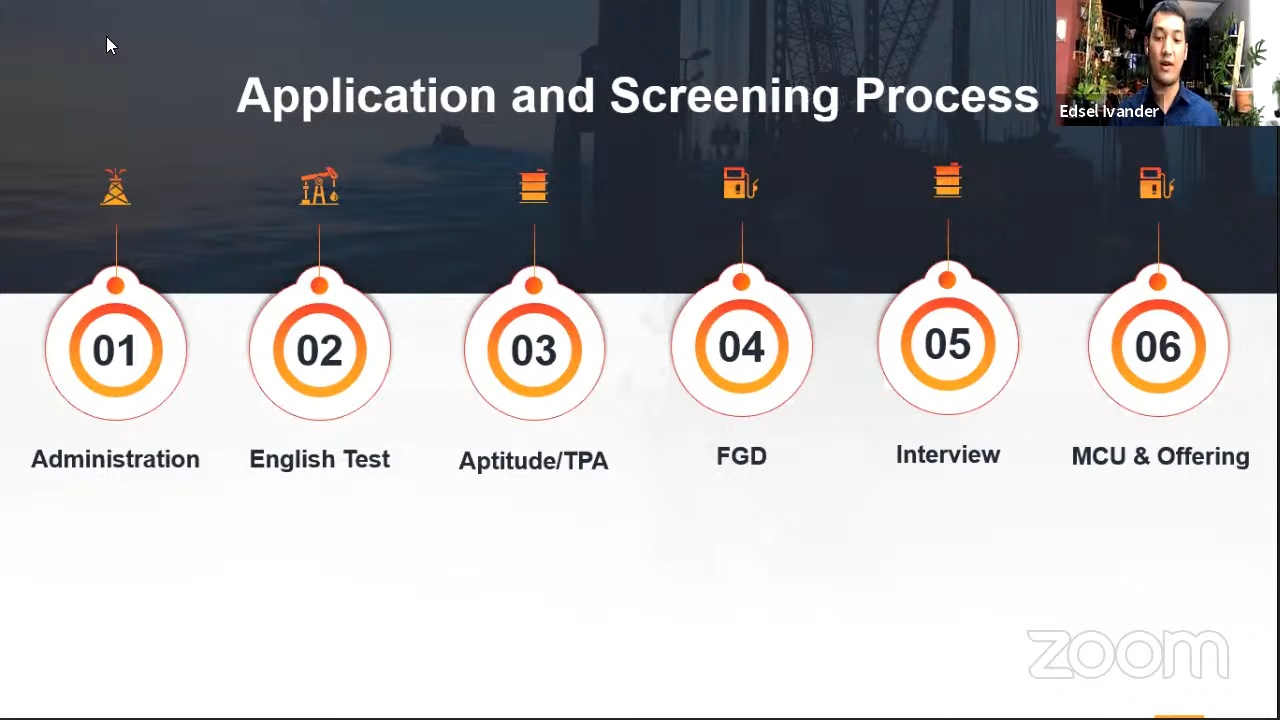 Application and Screening Process
Edsel Ivander
01
02
03
04
05
06
Administration
English Test
Aptitude/TPA
FGD
Interview
MCU & Offering
zoom